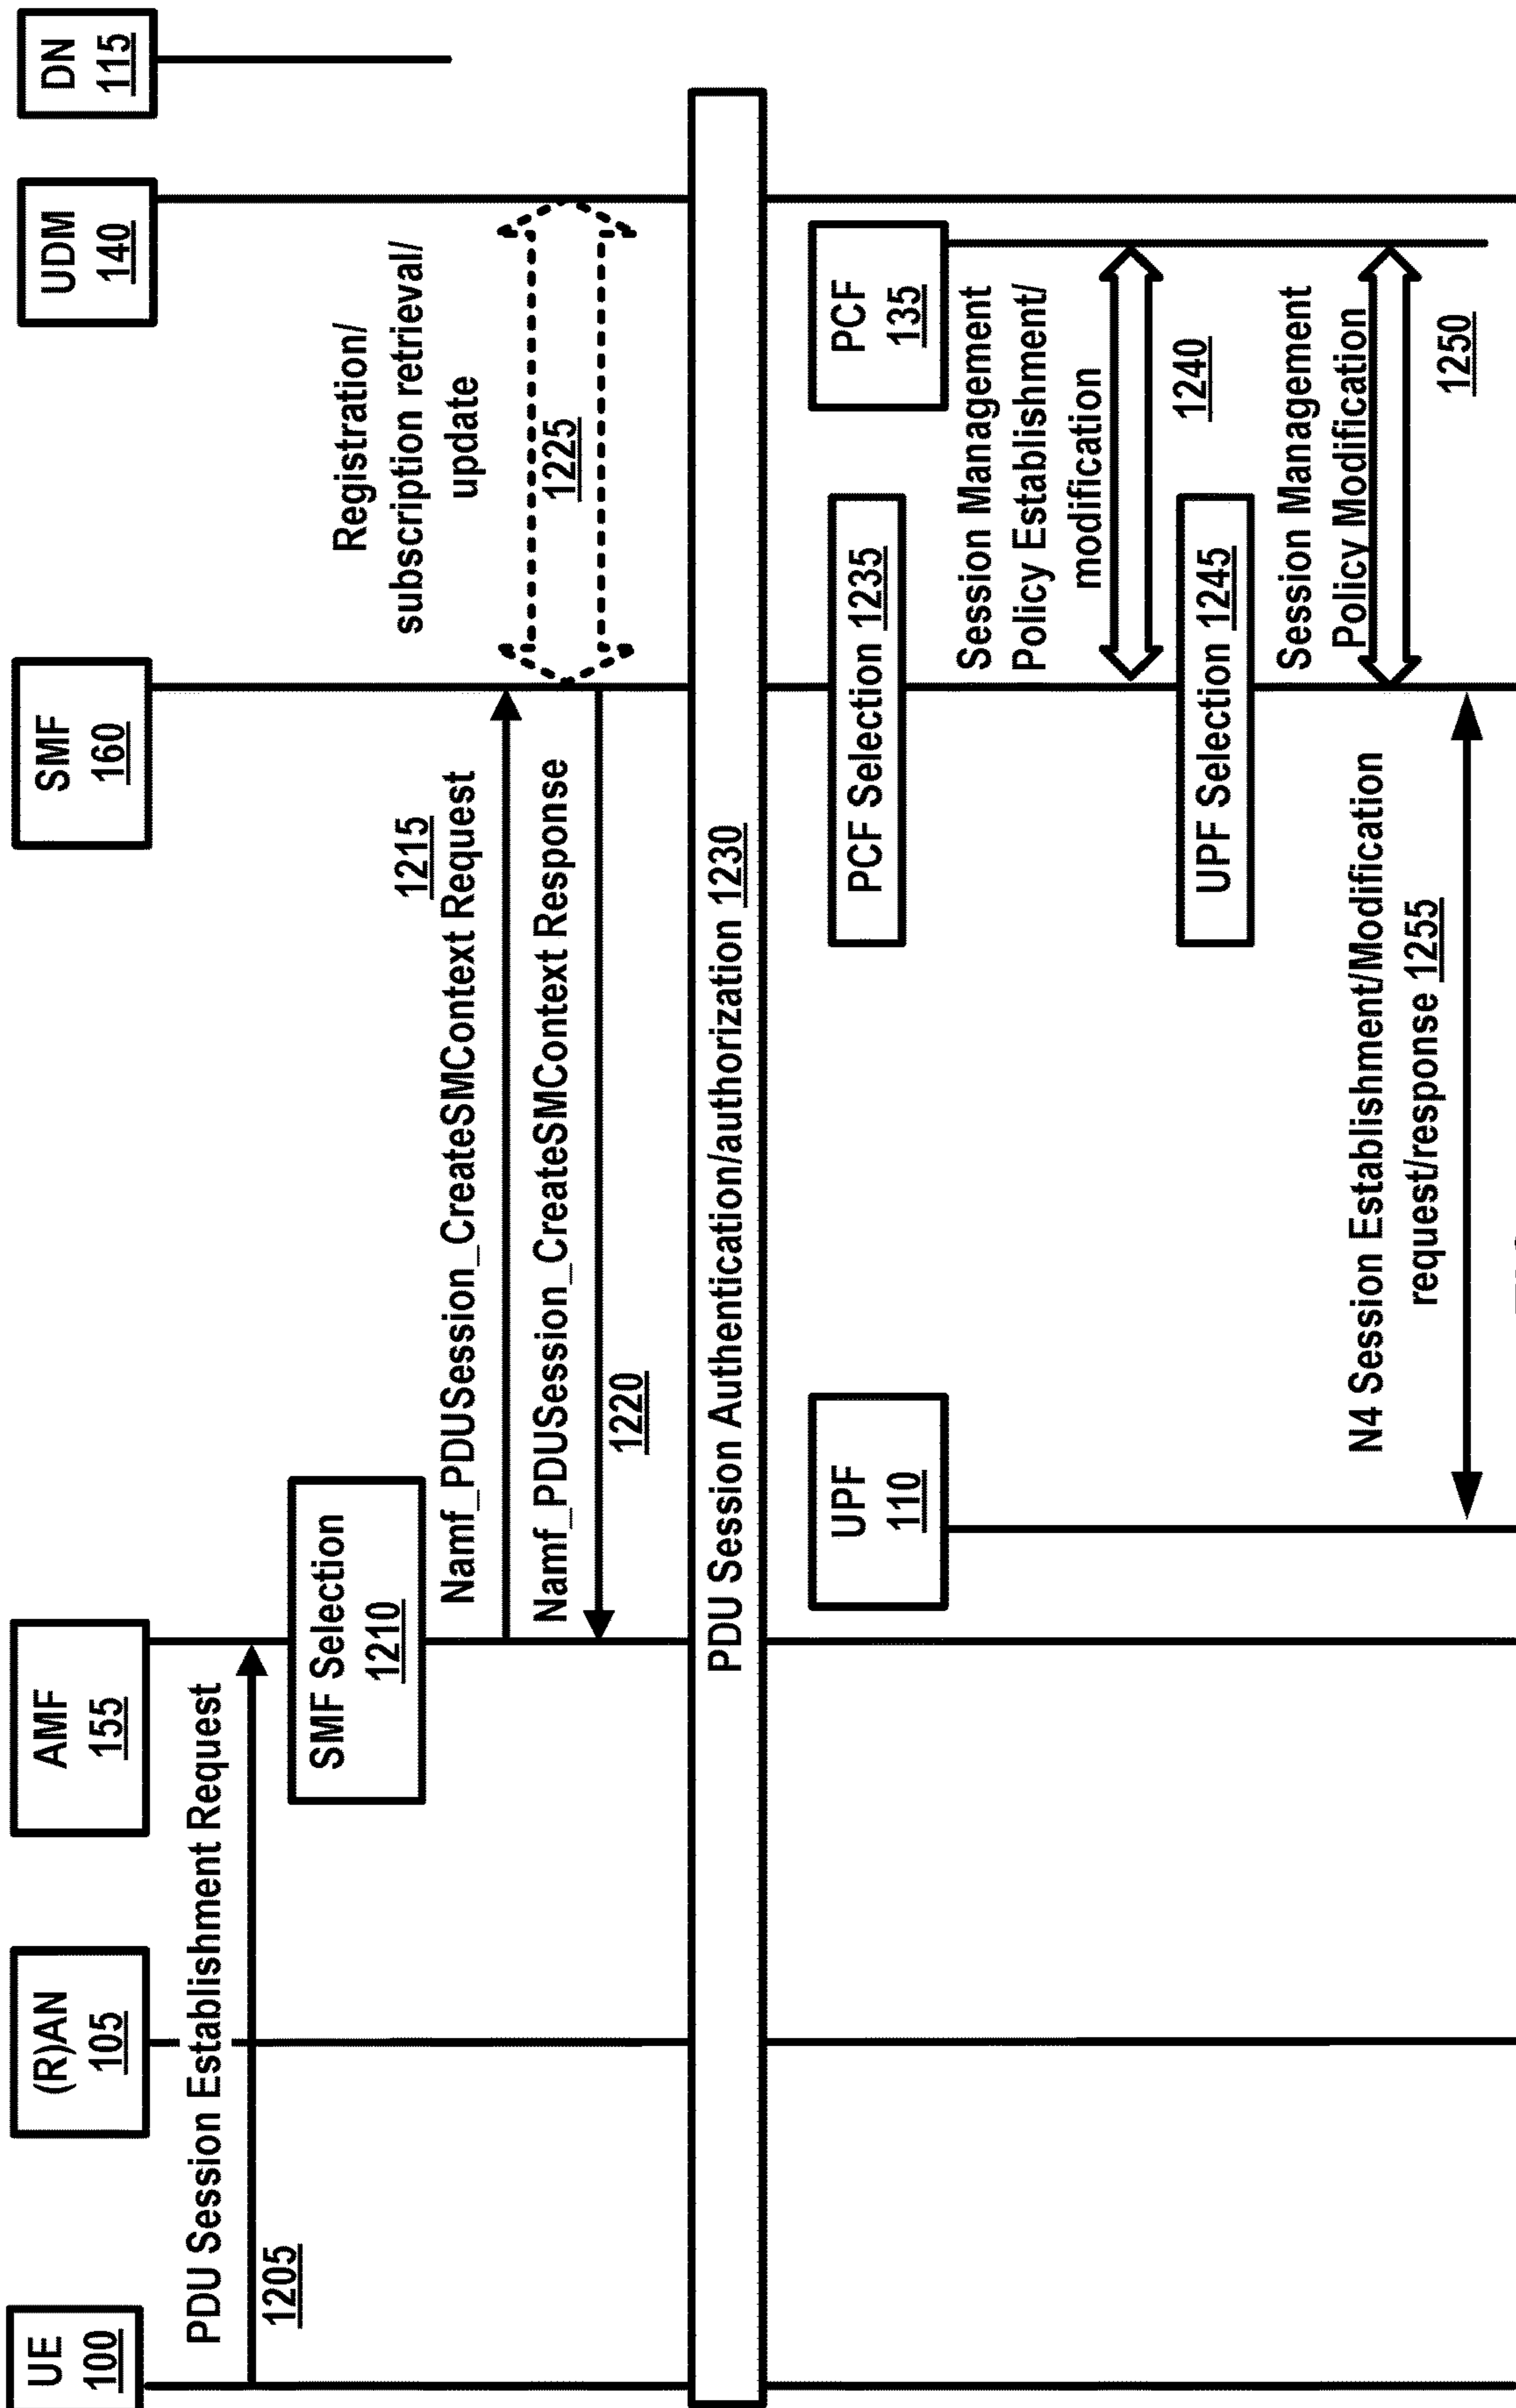 UE
100
(R)AN
105
AMF
155
SMF
160
UDM
140
DN
115
PDU Session Establishment Request
1205
SMF Selection
1210
1215
Namf_PDUSession_CreateSMContext Request
Namf_PDUSession_CreateSMContext Response
1220
Registration/
subscription retrieval/
update
1225
PDU Session Authentication/authorization 1230
UPF
110
PCF Selection 1235
PCF
135
Session Management
Policy Establishment/
modification
1240
UPF Selection 1245
Session Management
Policy Modification
1250
N4 Session Establishment/Modification
request/response 1255